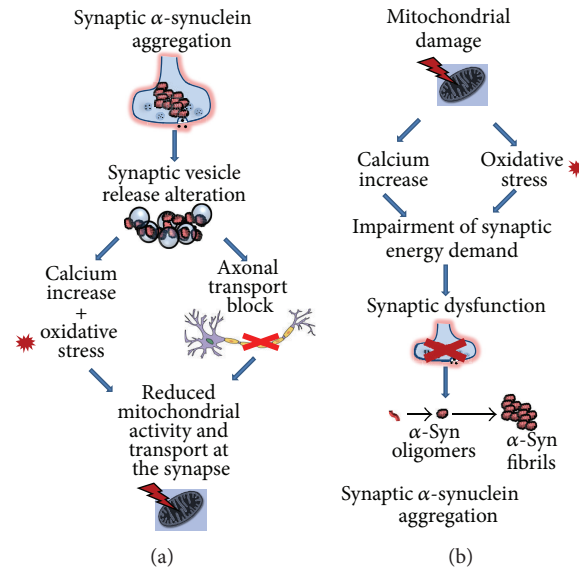 Synaptic α-synuclein
aggregation
Synaptic vesicle
release alteration
Calcium
increase
+
oxidative
stress
Axonal
transport
block
Reduced
mitochondrial
activity and
transport at
the synapse
(a)
Mitochondrial
damage
Calcium
increase
Oxidative
stress
Impairment of synaptic
energy demand
Synaptic dysfunction
α-Syn
oligomers
α-Syn
fibrils
Synaptic α-synuclein
aggregation
(b)